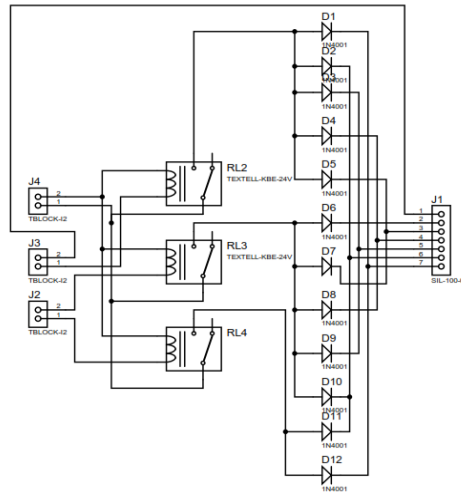 D1
1N4001
D2
1N4001
D3
1N4001
D4
1N4001
D5
1N4001
RL2
TEXTELL-KBE-24V
J4
2
1
TBLOCK-I2
J1
1
2
3
4
5
6
7
SIL-100-
D6
1N4001
RL3
TEXTELL-KBE-24V
J3
2
1
TBLOCK-I2
D7
1N4001
J2
2
1
TBLOCK-I2
D8
1N4001
RL4
D9
1N4001
D10
1N4001
D11
1N4001
D12
1N4001